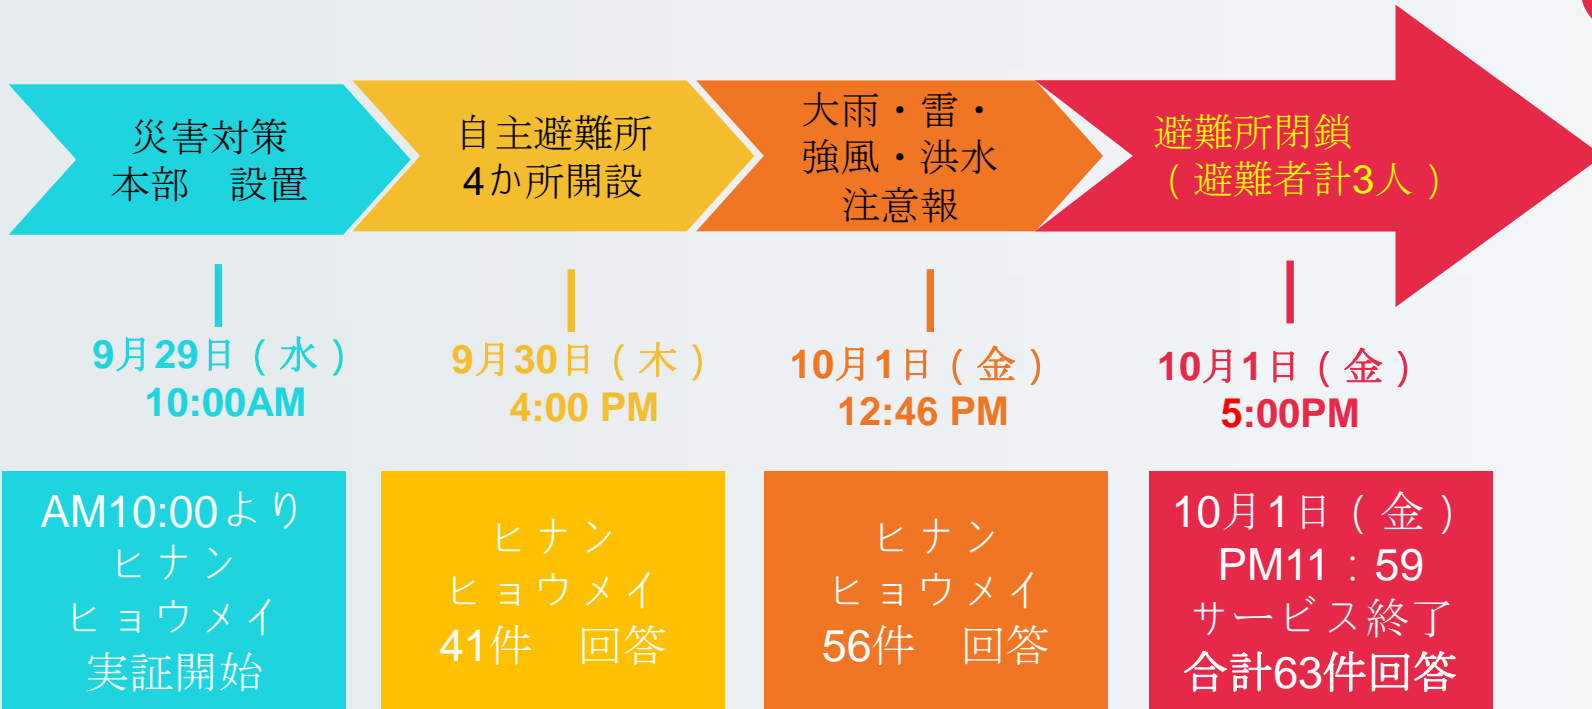 災害対策
本部　設置
自主避難所
4か所開設
大雨・雷・
強風・洪水
注意報
避難所閉鎖
（避難者計3人）
9月29日（水）
10:00AM
9月30日（木）
4:00 PM
10月1日（金）
12:46 PM
10月1日（金）
5:00PM
AM10:00より
ヒナン
ヒョウメイ
実証開始
ヒナン
ヒョウメイ
41件　回答
ヒナン
ヒョウメイ
56件　回答
10月1日（金）
PM11：59
サービス終了
合計63件回答